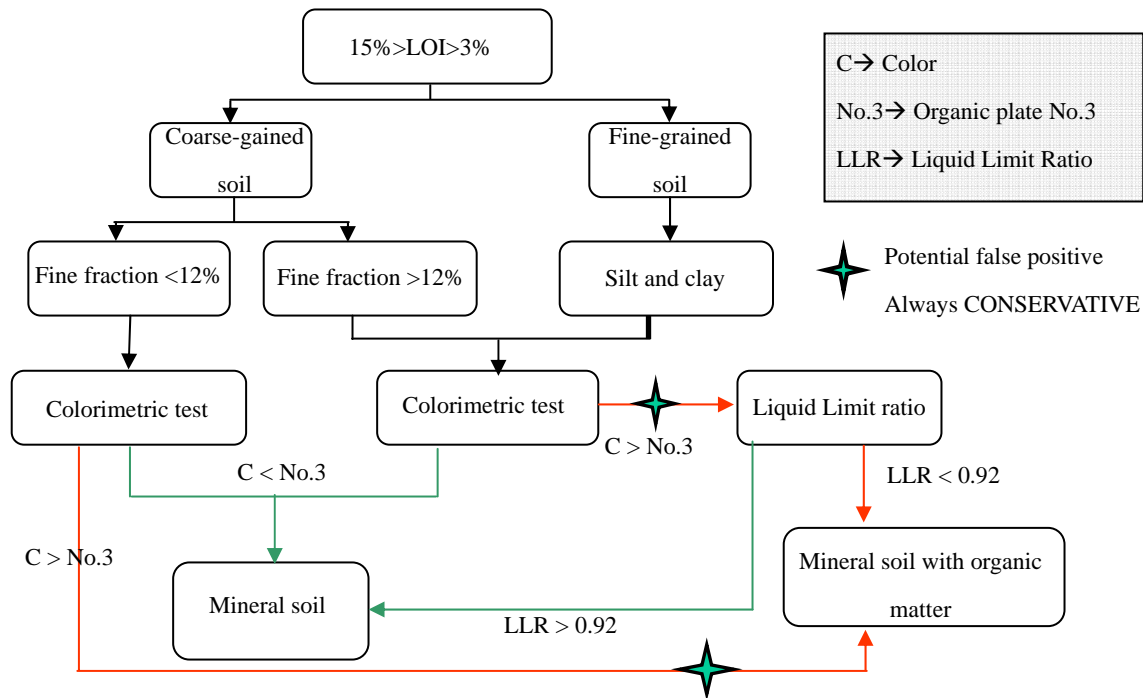 15%>LOI>3%
C→ Color
No.3→ Organic plate No.3
LLR→ Liquid Limit Ratio
Coarse-gained
soil
Fine-grained
soil
Potential false positive
Always CONSERVATIVE
Fine fraction <12%
Fine fraction >12%
Silt and clay
Colorimetric test
Colorimetric test
Liquid Limit ratio
C > No.3
C < No.3
LLR < 0.92
C > No.3
Mineral soil
LLR > 0.92
Mineral soil with organic
matter